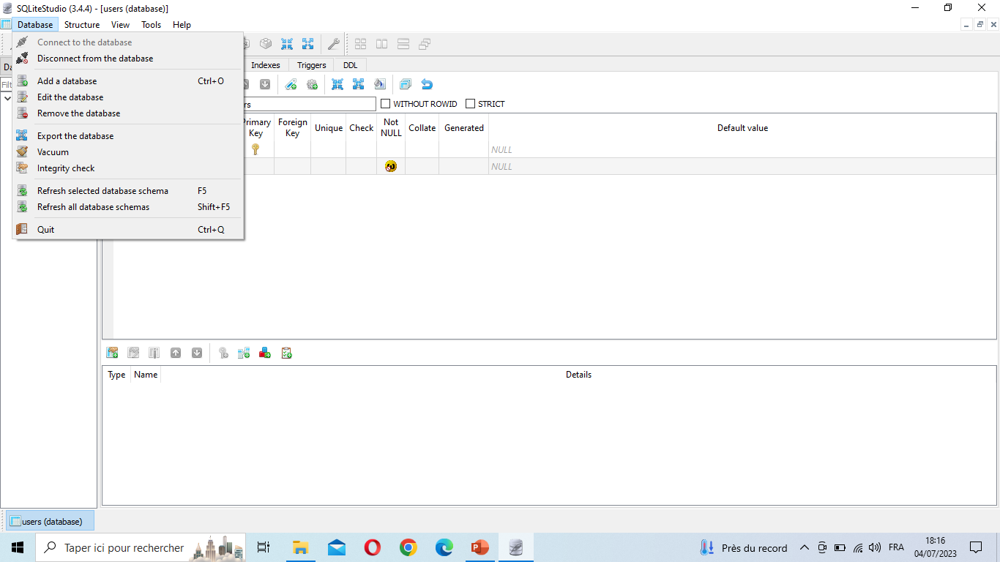 SQLiteStudio (3.4.4) - [users (database)]
Database Structure View Tools Help
Connect to the database
Disconnect from the database
Add a database Ctrl+O
Edit the database
Remove the database
Export the database
Vacuum
Integrity check
Refresh selected database schema F5
Refresh all database schemas Shift+F5
Quit Ctrl+Q
Indexes Triggers DDL
WITHOUT ROWID STRICT
Key Foreign Key Unique Check Not NULL Collate Generated Default value
NULL
NULL
Type Name Details
users (database)
Taper ici pour rechercher
Près du record
FRA
18:16
04/07/2023